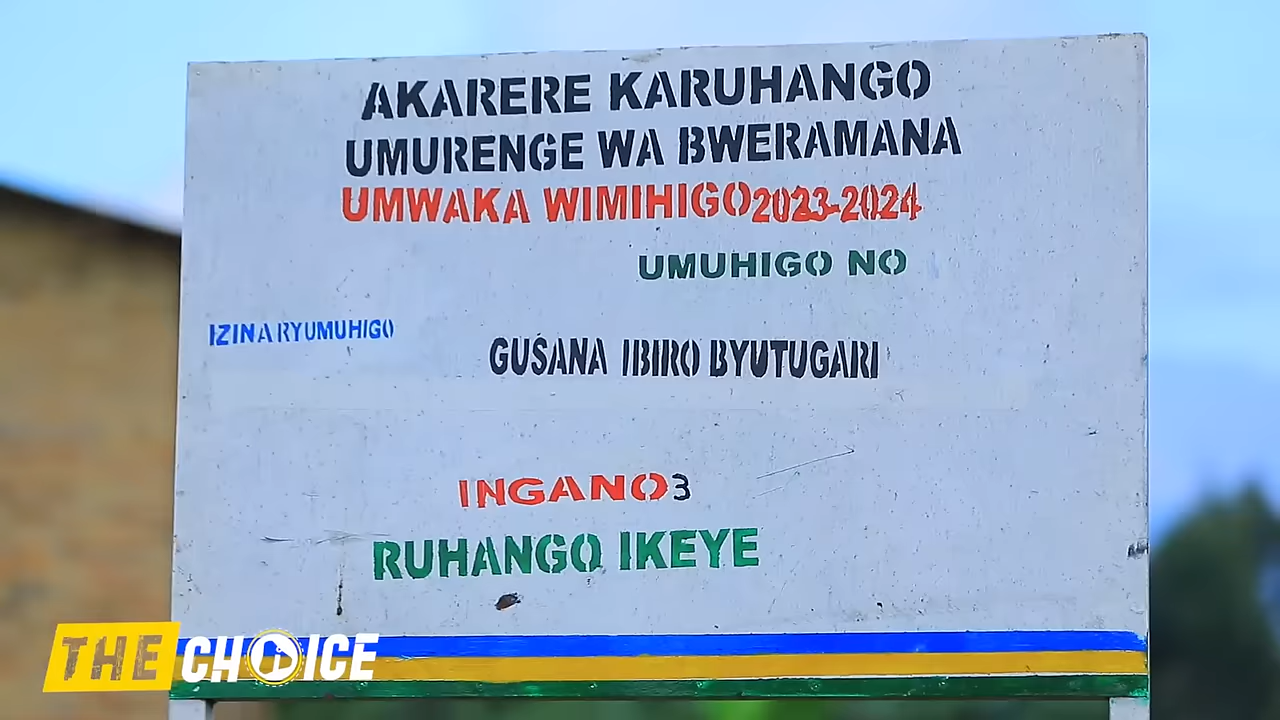 AKARERE KARUHANGO
UMURENGE WA BWERAMANA
UMWAKA WIMIHIGO2023-2024
UMUHIGO NO
IZINA RYUMUHIGO
GUSANA IBIRO BYUTUGARI
INGANO3
RUHANGO IKEYE
THE CHOICE